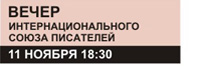 ВЕЧЕР
ИНТЕРНАЦИОНАЛЬНОГО
СОЮЗА ПИСАТЕЛЕЙ
11 НОЯБРЯ 18:30